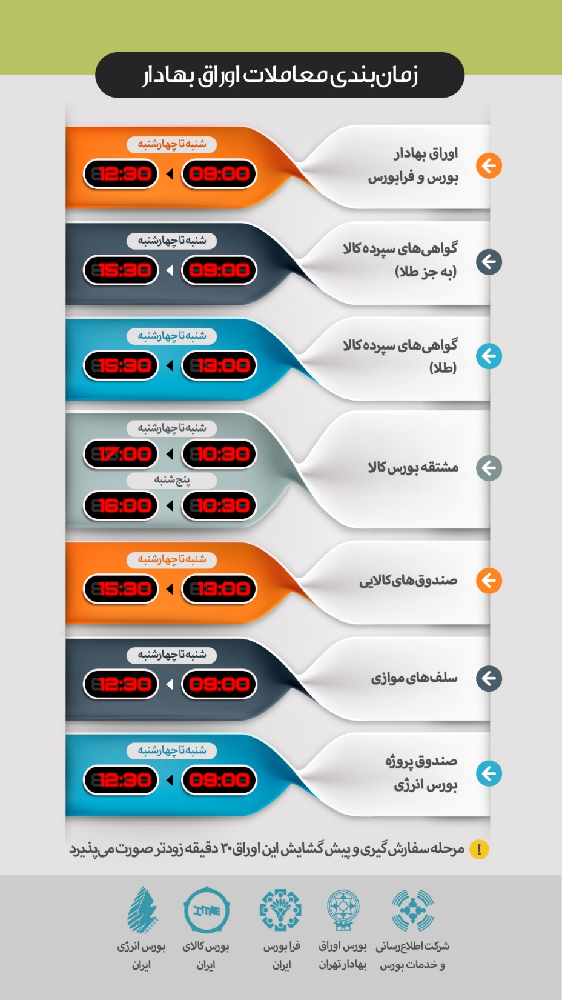 زمان‌بندی معاملات اوراق بهادار
اوراق بهادار
بورس و فرابورس
شنبه تا چهارشنبه
09:00 12:30
گواهی‌های سپرده کالا
(به جز طلا)
شنبه تا چهارشنبه
09:00 15:30
گواهی‌های سپرده کالا
(طلا)
شنبه تا چهارشنبه
13:00 15:30
مشتقه بورس کالا
شنبه تا چهارشنبه
10:30 17:00
پنج‌شنبه
10:30 16:00
صندوق‌های کالایی
شنبه تا چهارشنبه
13:00 15:30
سلف‌های موازی
شنبه تا چهارشنبه
09:00 12:30
صندوق پروژه
بورس انرژی
شنبه تا چهارشنبه
09:00 12:30
! مرحله سفارش گیری و پیش گشایش این اوراق ۳۰ دقیقه زودتر صورت می‌پذیرد
IME
IRENEX
شرکت اطلاع‌رسانی
و خدمات بورس
بورس اوراق
بهادار تهران
فرا بورس
ایران
بورس کالای
ایران
بورس انرژی
ایران